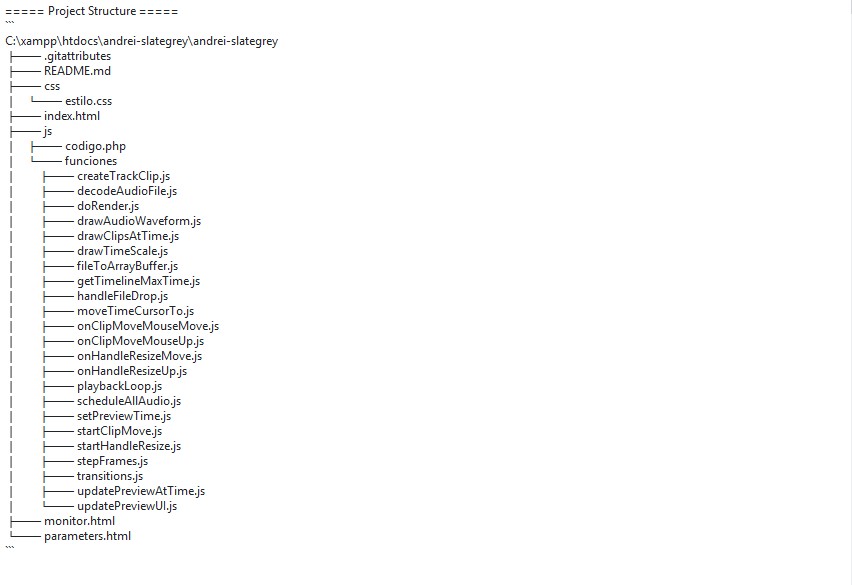 ===== Project Structure =====
```
C:\xampp\htdocs\andrei-slategrey\andrei-slategrey
├── .gitattributes
├── README.md
├── css
│   └── estilo.css
├── index.html
├── js
│   ├── codigo.php
│   └── funciones
│       ├── createTrackClip.js
│       ├── decodeAudioFile.js
│       ├── doRender.js
│       ├── drawAudioWaveform.js
│       ├── drawClipsAtTime.js
│       ├── drawTimeScale.js
│       ├── fileToArrayBuffer.js
│       ├── getTimelineMaxTime.js
│       ├── handleFileDrop.js
│       ├── moveTimeCursorTo.js
│       ├── onClipMoveMouseMove.js
│       ├── onClipMoveMouseUp.js
│       ├── onHandleResizeMove.js
│       ├── onHandleResizeUp.js
│       ├── playbackLoop.js
│       ├── scheduleAllAudio.js
│       ├── setPreviewTime.js
│       ├── startClipMove.js
│       ├── startHandleResize.js
│       ├── stepFrames.js
│       ├── transitions.js
│       ├── updatePreviewAtTime.js
│       └── updatePreviewUI.js
├── monitor.html
└── parameters.html
```